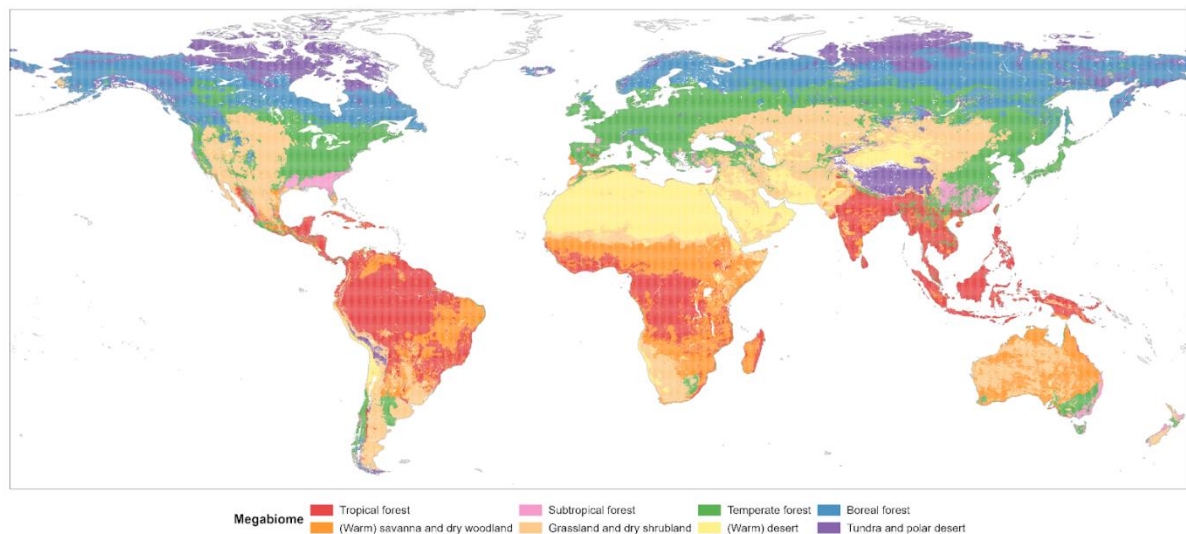 Megabiome
Tropical forest
Subtropical forest
Temperate forest
Boreal forest
(Warm) savanna and dry woodland
Grassland and dry shrubland
(Warm) desert
Tundra and polar desert